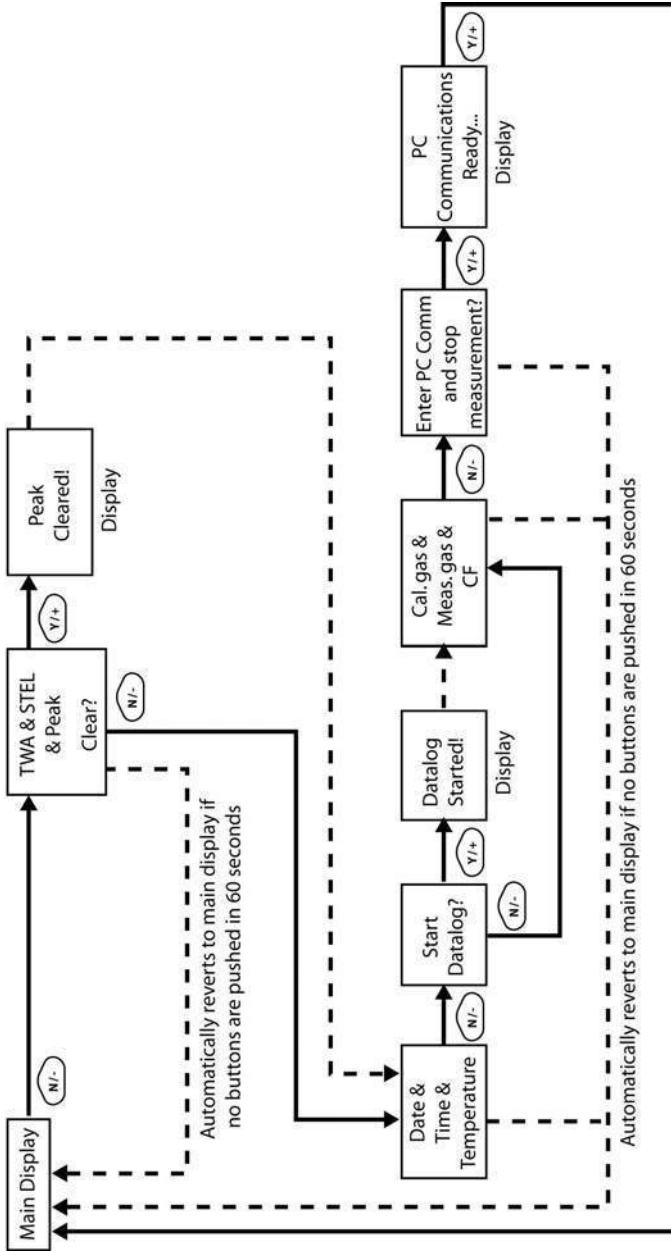 Main Display
N/-
TWA & STEL
& Peak
Clear?
Y/+
Peak
Cleared!
Display
N/-
Automatically reverts to main display if
no buttons are pushed in 60 seconds
Date &
Time &
Temperature
N/-
Start
Datalog?
Y/+
Datalog
Started!
Display
N/-
Cal. gas &
Meas. gas &
CF
N/-
Enter PC Comm
and stop
measurement?
Y/+
PC
Communications
Ready...
Display
Y/+
Automatically reverts to main display if no buttons are pushed in 60 seconds